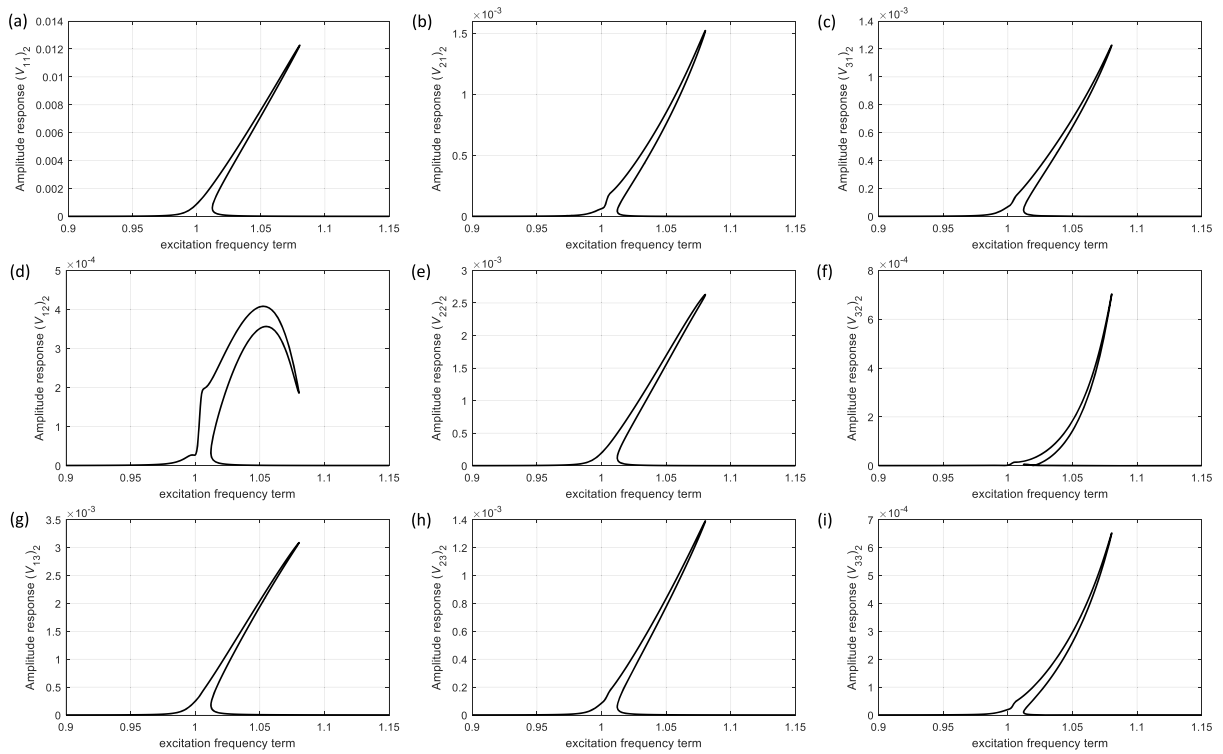 (a)
Amplitude response (V₁₁)₂
0.014
0.012
0.01
0.008
0.006
0.004
0.002
0
0.9 0.95 1 1.05 1.1 1.15
excitation frequency term
(b)
×10⁻³
Amplitude response (V₂₁)₂
1.5
1
0.5
0
0.9 0.95 1 1.05 1.1 1.15
excitation frequency term
(c)
×10⁻³
Amplitude response (V₃₁)₂
1.4
1.2
1
0.8
0.6
0.4
0.2
0
0.9 0.95 1 1.05 1.1 1.15
excitation frequency term
(d)
×10⁻⁴
Amplitude response (V₁₂)₂
5
4
3
2
1
0
0.9 0.95 1 1.05 1.1 1.15
excitation frequency term
(e)
×10⁻³
Amplitude response (V₂₂)₂
3
2.5
2
1.5
1
0.5
0
0.9 0.95 1 1.05 1.1 1.15
excitation frequency term
(f)
×10⁻⁴
Amplitude response (V₃₂)₂
8
6
4
2
0
0.9 0.95 1 1.05 1.1 1.15
excitation frequency term
(g)
×10⁻³
Amplitude response (V₁₃)₂
3.5
3
2.5
2
1.5
1
0.5
0
0.9 0.95 1 1.05 1.1 1.15
excitation frequency term
(h)
×10⁻³
Amplitude response (V₂₃)₂
1.4
1.2
1
0.8
0.6
0.4
0.2
0
0.9 0.95 1 1.05 1.1 1.15
excitation frequency term
(i)
×10⁻⁴
Amplitude response (V₃₃)₂
7
6
5
4
3
2
1
0
0.9 0.95 1 1.05 1.1 1.15
excitation frequency term